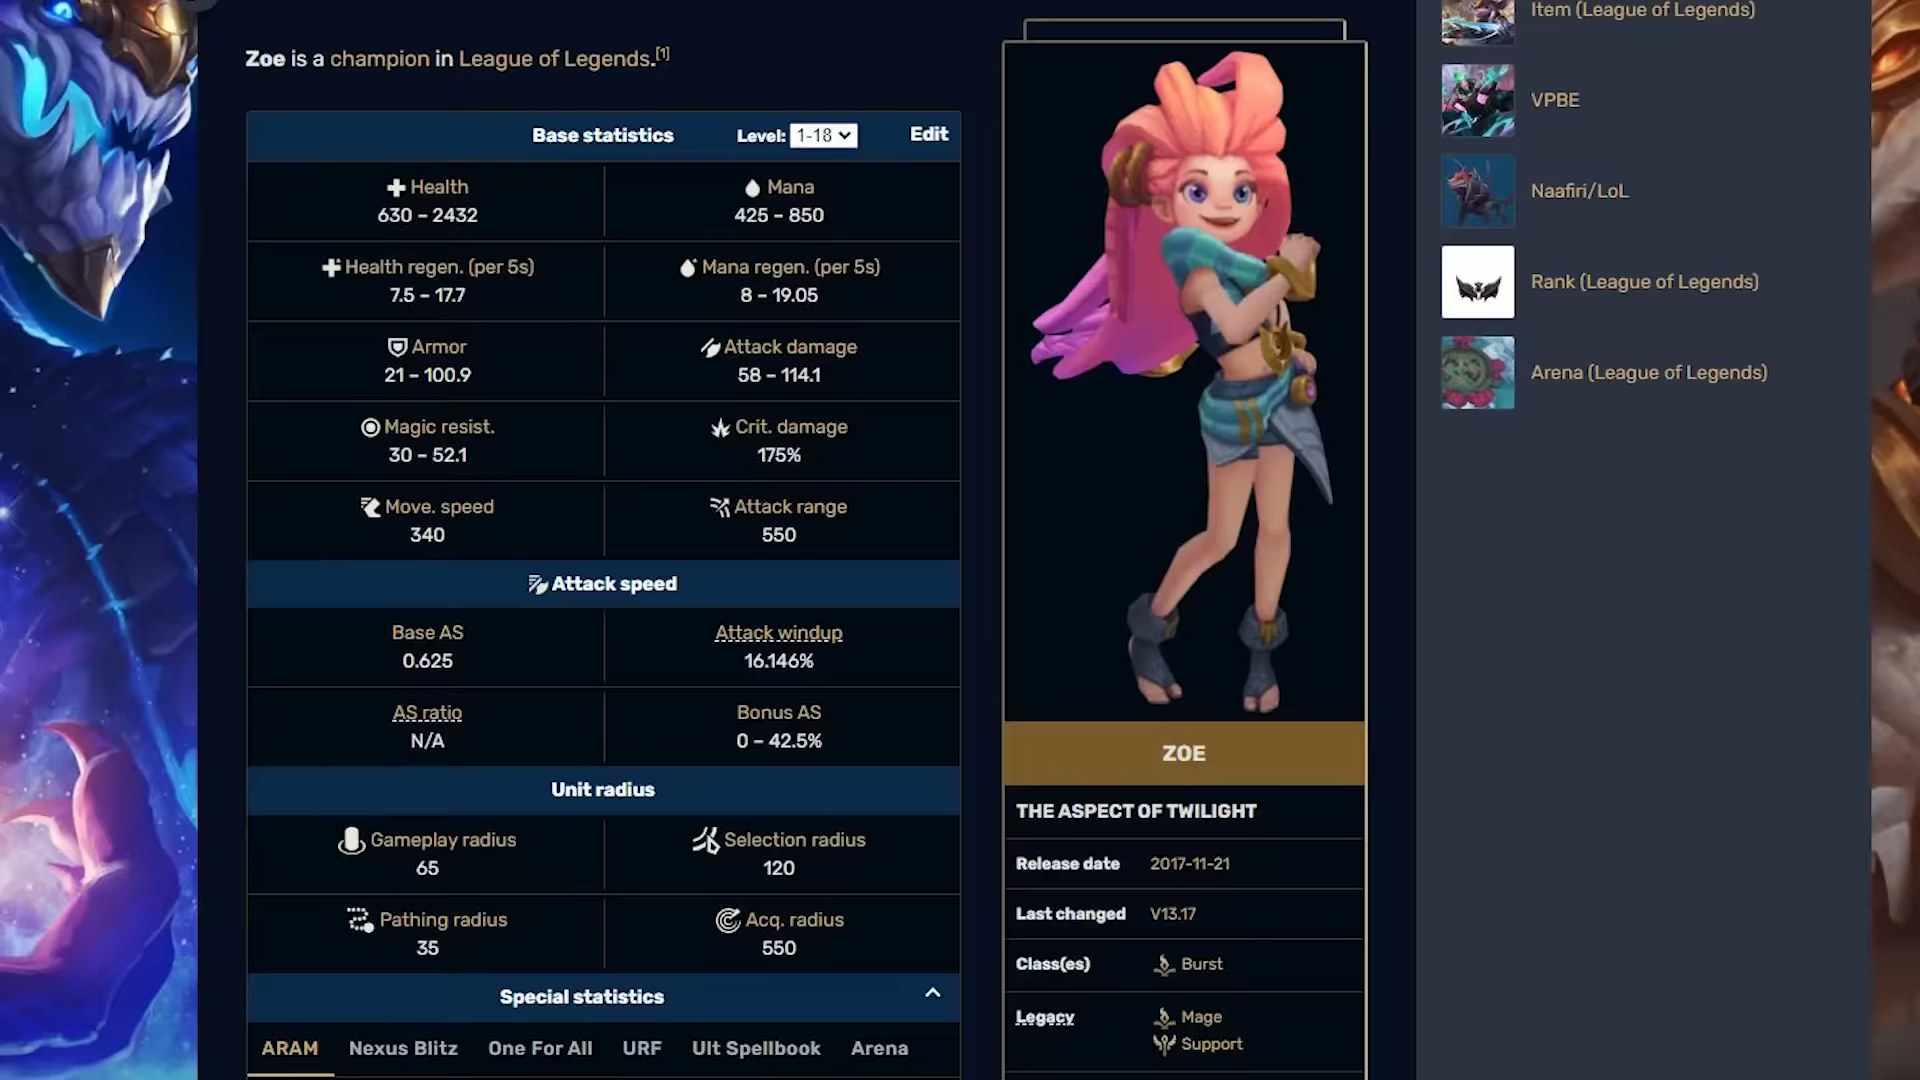 Zoe is a champion in League of Legends.[1]
Base statistics Level: 1-18 Edit
Health
630 – 2432
Mana
425 – 850
Health regen. (per 5s)
7.5 – 17.7
Mana regen. (per 5s)
8 – 19.05
Armor
21 – 100.9
Attack damage
58 – 114.1
Magic resist.
30 – 52.1
Crit. damage
175%
Move. speed
340
Attack range
550
Attack speed
Base AS
0.625
Attack windup
16.146%
AS ratio
N/A
Bonus AS
0 – 42.5%
Unit radius
Gameplay radius
65
Selection radius
120
Pathing radius
35
Acq. radius
550
Special statistics
ARAM Nexus Blitz One For All URF Ult Spellbook Arena
ZOE
THE ASPECT OF TWILIGHT
Release date 2017-11-21
Last changed V13.17
Class(es) Burst
Legacy Mage
Support
Item (League of Legends)
VPBE
Naafiri/LoL
Rank (League of Legends)
Arena (League of Legends)